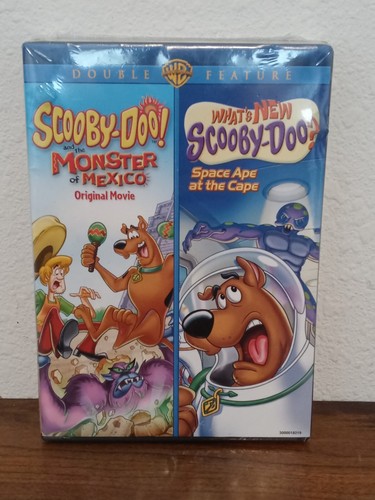 DOUBLE WB FEATURE
SCOOBY-DOO!
and the
MONSTER
of MEXICO
Original Movie
WHAT'S NEW
SCOOBY-DOO?
Space Ape
at the Cape